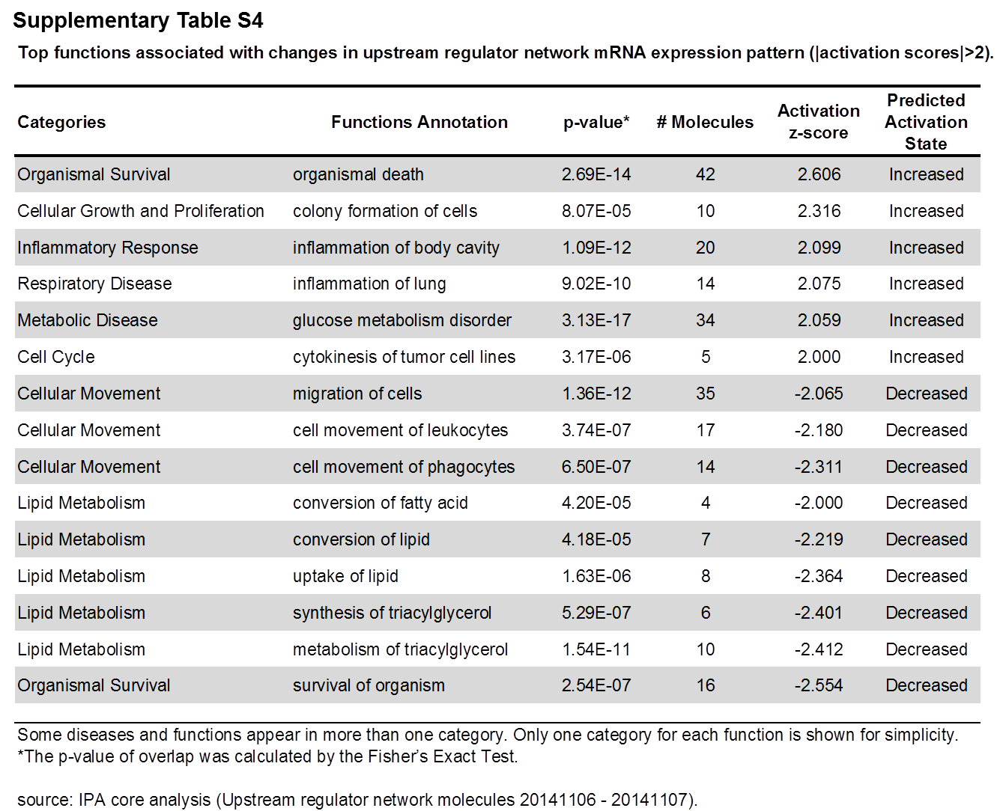 Supplementary Table S4
Top functions associated with changes in upstream regulator network mRNA expression pattern (|activation scores|>2).
Categories Functions Annotation p-value* # Molecules Activation z-score Predicted Activation State
Organismal Survival organismal death 2.69E-14 42 2.606 Increased
Cellular Growth and Proliferation colony formation of cells 8.07E-05 10 2.316 Increased
Inflammatory Response inflammation of body cavity 1.09E-12 20 2.099 Increased
Respiratory Disease inflammation of lung 9.02E-10 14 2.075 Increased
Metabolic Disease glucose metabolism disorder 3.13E-17 34 2.059 Increased
Cell Cycle cytokinesis of tumor cell lines 3.17E-06 5 2.000 Increased
Cellular Movement migration of cells 1.36E-12 35 -2.065 Decreased
Cellular Movement cell movement of leukocytes 3.74E-07 17 -2.180 Decreased
Cellular Movement cell movement of phagocytes 6.50E-07 14 -2.311 Decreased
Lipid Metabolism conversion of fatty acid 4.20E-05 4 -2.000 Decreased
Lipid Metabolism conversion of lipid 4.18E-05 7 -2.219 Decreased
Lipid Metabolism uptake of lipid 1.63E-06 8 -2.364 Decreased
Lipid Metabolism synthesis of triacylglycerol 5.29E-07 6 -2.401 Decreased
Lipid Metabolism metabolism of triacylglycerol 1.54E-11 10 -2.412 Decreased
Organismal Survival survival of organism 2.54E-07 16 -2.554 Decreased
Some diseases and functions appear in more than one category. Only one category for each function is shown for simplicity.
*The p-value of overlap was calculated by the Fisher’s Exact Test.
source: IPA core analysis (Upstream regulator network molecules 20141106 - 20141107).